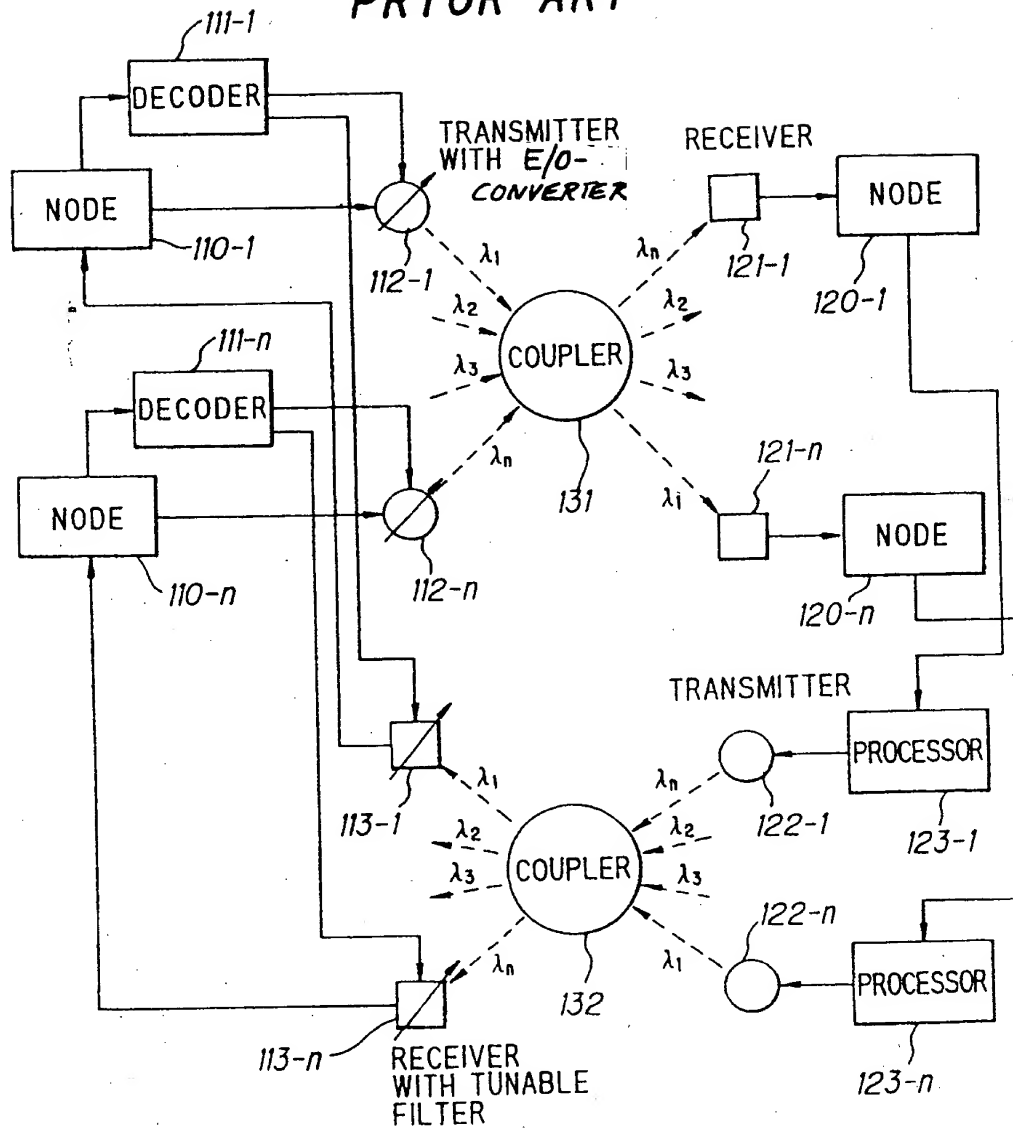 PRIOR ART
111-1
DECODER
TRANSMITTER
WITH E/O-
CONVERTER
RECEIVER
NODE
110-1
112-1
λ1
λn
121-1
NODE
120-1
λ2
λ2
COUPLER
λ3
λ3
111-n
DECODER
λn
131
λi
121-n
NODE
110-n
112-n
NODE
120-n
TRANSMITTER
113-1
λ1
λn
122-1
PROCESSOR
123-1
λ2
λ2
COUPLER
λ3
λ3
λn
132
λ1
122-n
PROCESSOR
123-n
113-n
RECEIVER
WITH TUNABLE
FILTER